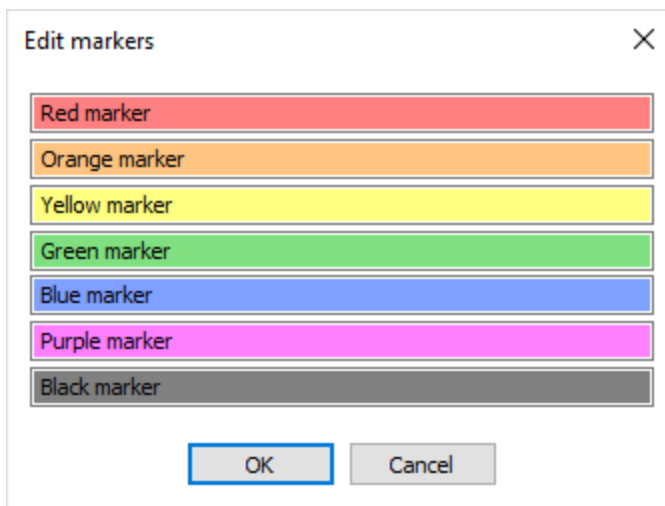 Edit markers
Red marker
Orange marker
Yellow marker
Green marker
Blue marker
Purple marker
Black marker
OK Cancel